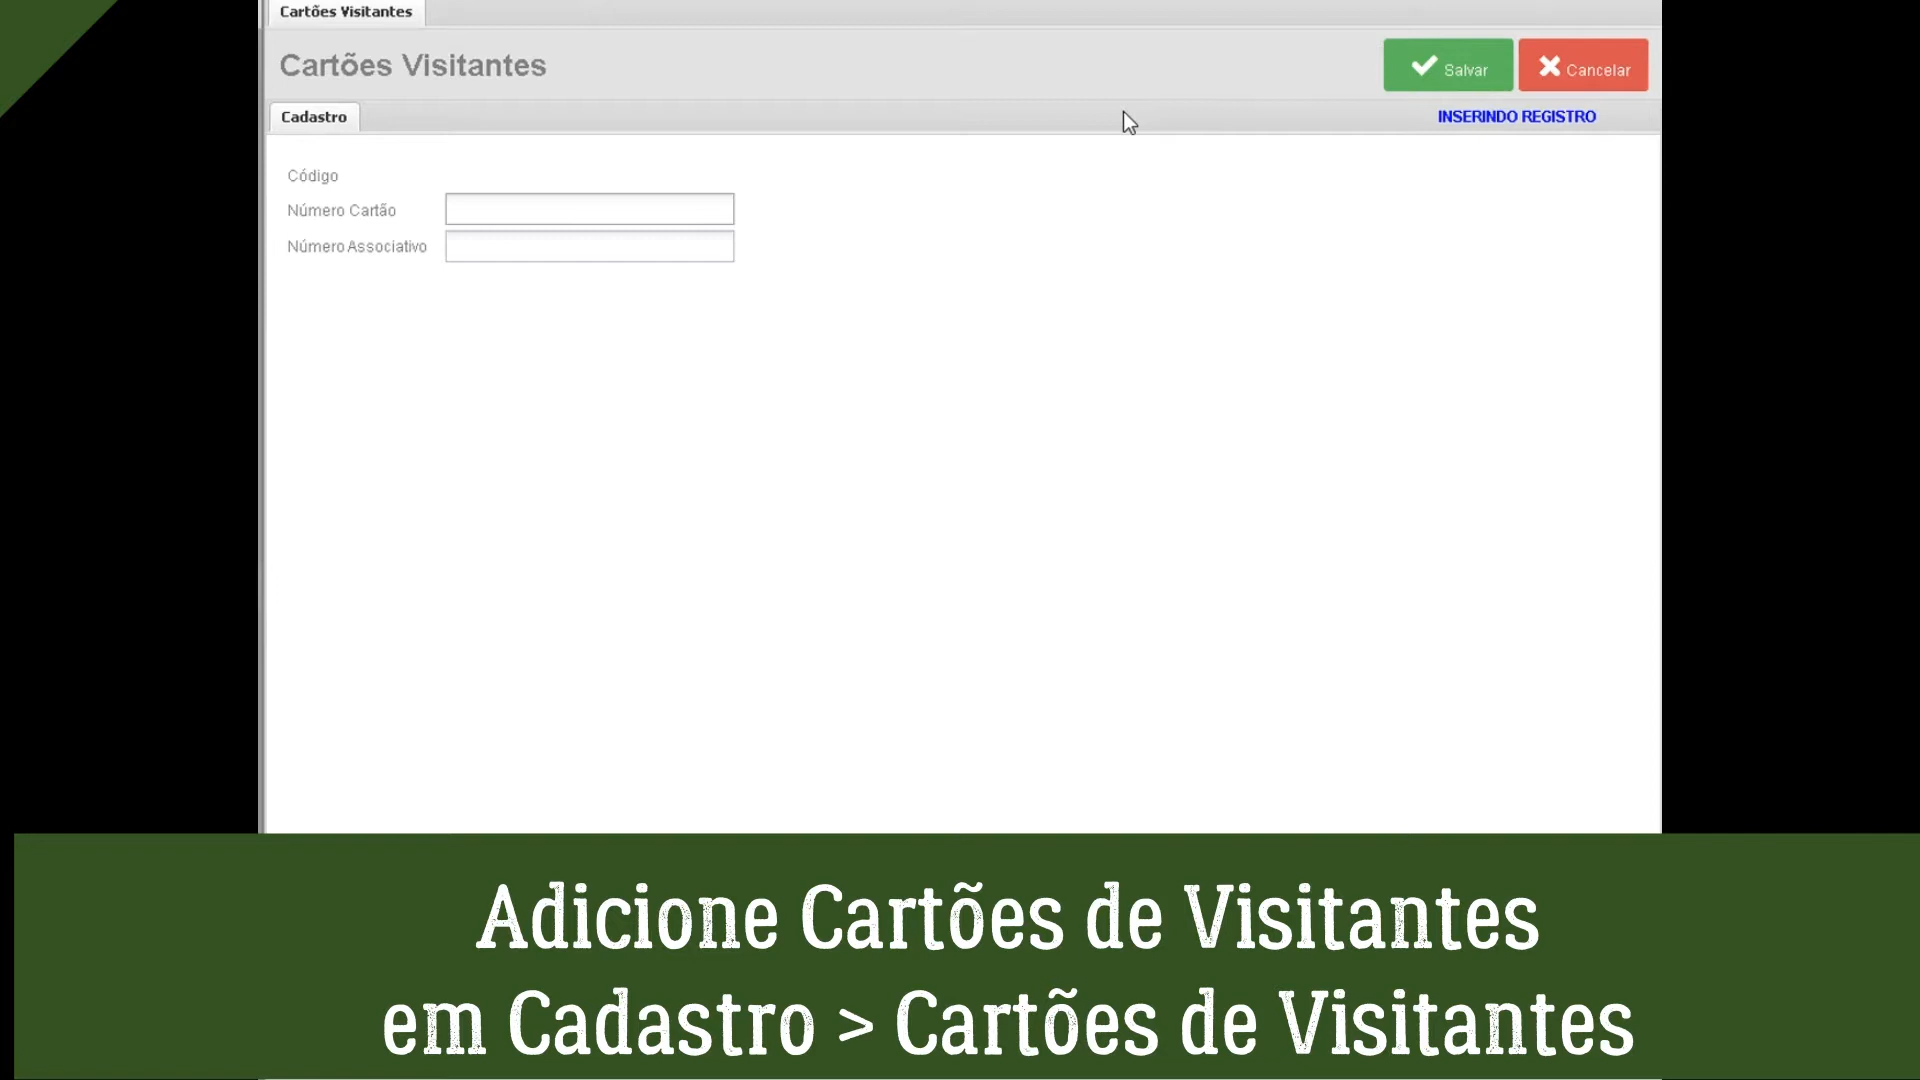 Cartões Visitantes
Cartões Visitantes
Salvar
Cancelar
Cadastro
INSERINDO REGISTRO
Código
Número Cartão
Número Associativo
Adicione Cartões de Visitantes
em Cadastro > Cartões de Visitantes